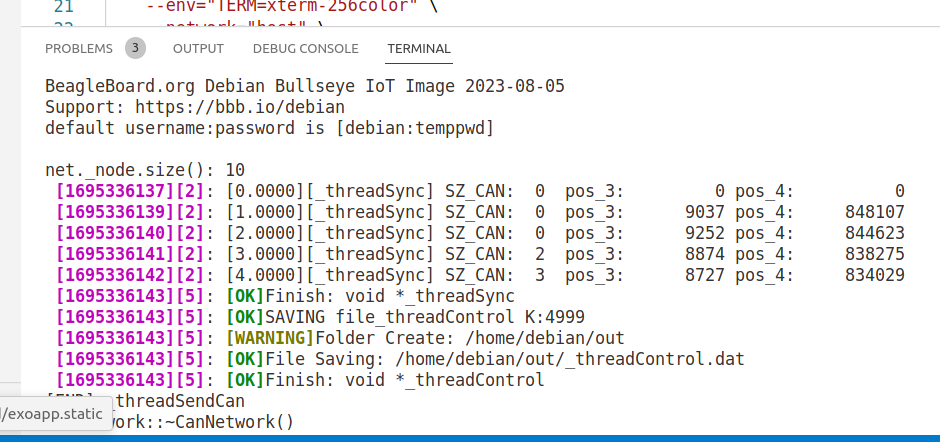 21 --env="TERM=xterm-256color" \
--network="host" \
PROBLEMS 3 OUTPUT DEBUG CONSOLE TERMINAL
BeagleBoard.org Debian Bullseye IoT Image 2023-08-05
Support: https://bbb.io/debian
default username:password is [debian:temppwd]
net._node.size(): 10
[1695336137][2]: [0.0000][_threadSync] SZ_CAN: 0 pos_3: 0 pos_4: 0
[1695336139][2]: [1.0000][_threadSync] SZ_CAN: 0 pos_3: 9037 pos_4: 848107
[1695336140][2]: [2.0000][_threadSync] SZ_CAN: 0 pos_3: 9252 pos_4: 844623
[1695336141][2]: [3.0000][_threadSync] SZ_CAN: 2 pos_3: 8874 pos_4: 838275
[1695336142][2]: [4.0000][_threadSync] SZ_CAN: 3 pos_3: 8727 pos_4: 834029
[1695336143][5]: [OK]Finish: void *_threadSync
[1695336143][5]: [OK]SAVING file_threadControl K:4999
[1695336143][5]: [WARNING]Folder Create: /home/debian/out
[1695336143][5]: [OK]File Saving: /home/debian/out/_threadControl.dat
[1695336143][5]: [OK]Finish: void *_threadControl
_threadSendCan
/exoapp.static
work::~CanNetwork()